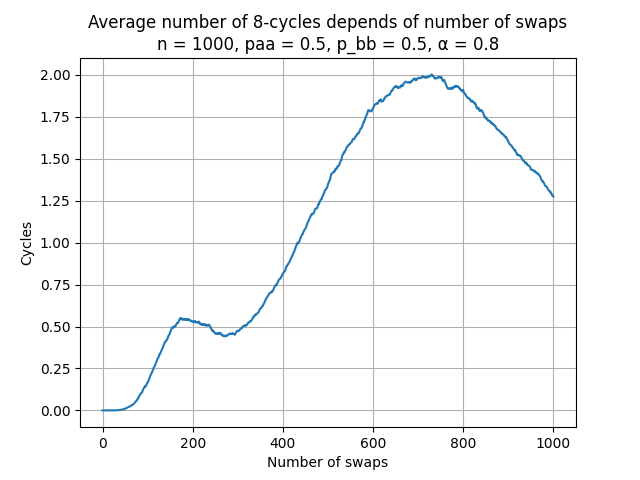 Average number of 8-cycles depends of number of swaps
n = 1000, paa = 0.5, p_bb = 0.5, α = 0.8
2.00
1.75
1.50
1.25
1.00
0.75
0.50
0.25
0.00
Cycles
0 200 400 600 800 1000
Number of swaps